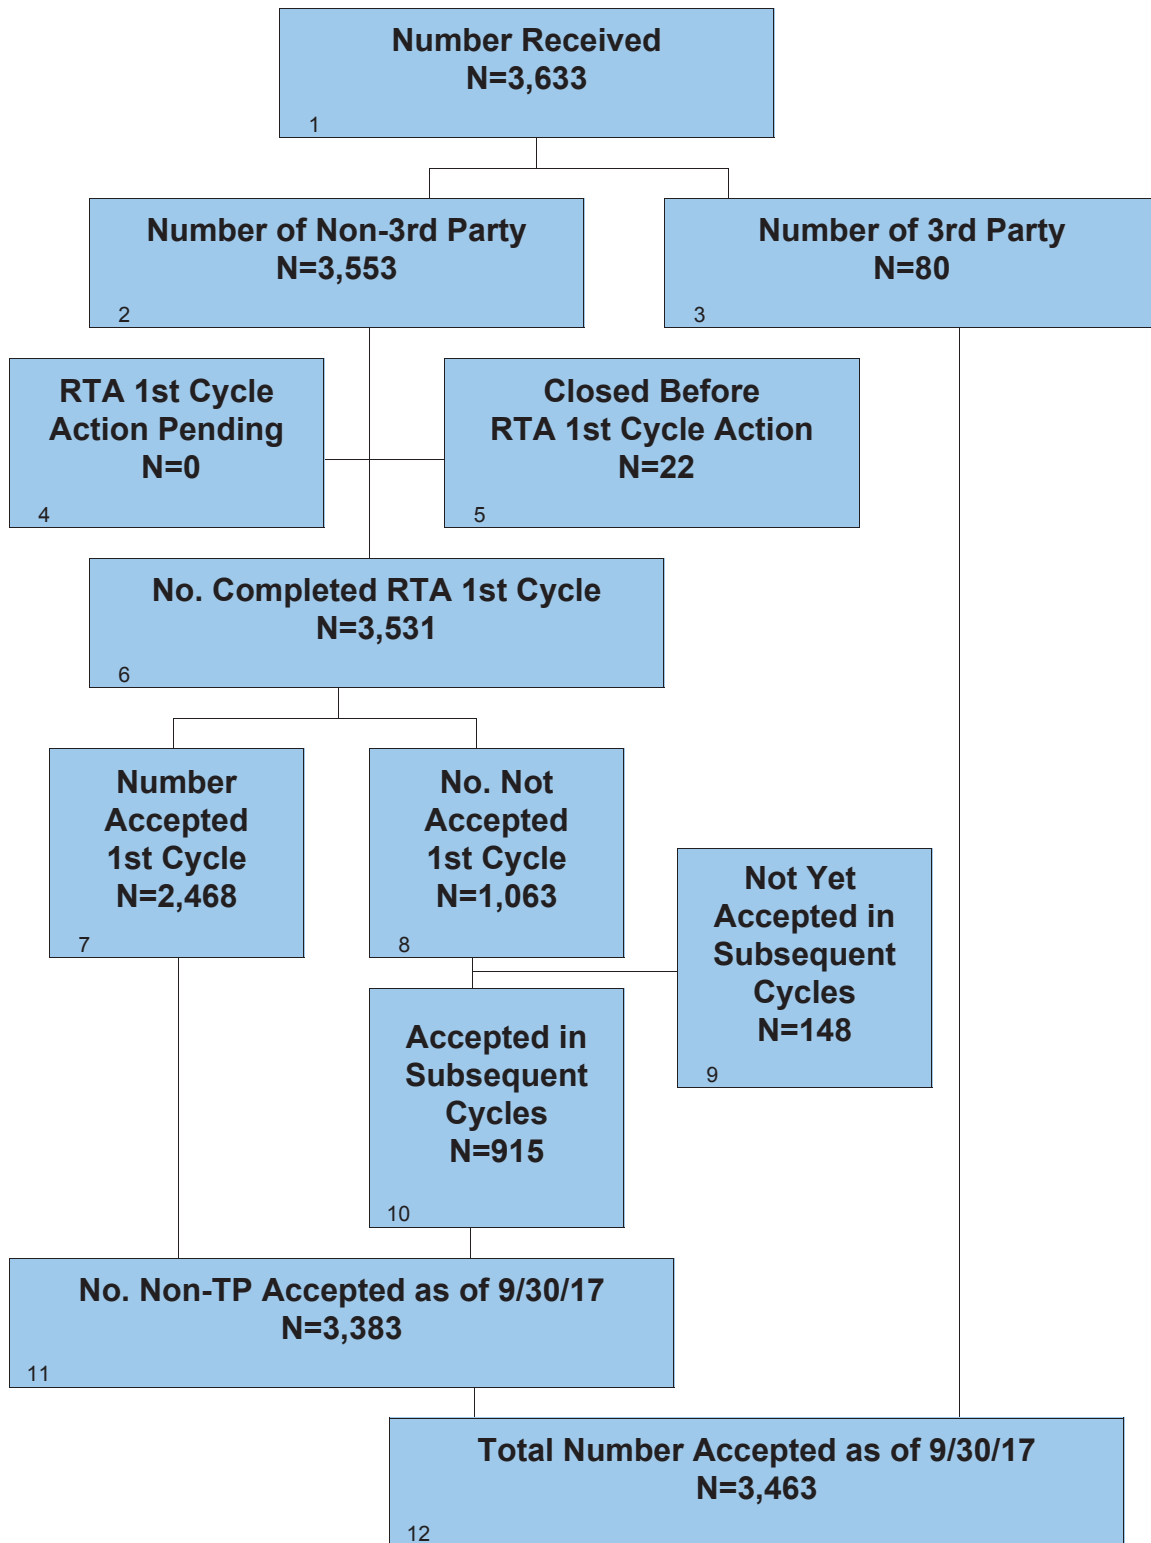 Number Received
N=3,633
1
Number of Non-3rd Party
N=3,553
2
Number of 3rd Party
N=80
3
RTA 1st Cycle
Action Pending
N=0
4
Closed Before
RTA 1st Cycle Action
N=22
5
No. Completed RTA 1st Cycle
N=3,531
6
Number
Accepted
1st Cycle
N=2,468
7
No. Not
Accepted
1st Cycle
N=1,063
8
Not Yet
Accepted in
Subsequent
Cycles
N=148
9
Accepted in
Subsequent
Cycles
N=915
10
No. Non-TP Accepted as of 9/30/17
N=3,383
11
Total Number Accepted as of 9/30/17
N=3,463
12